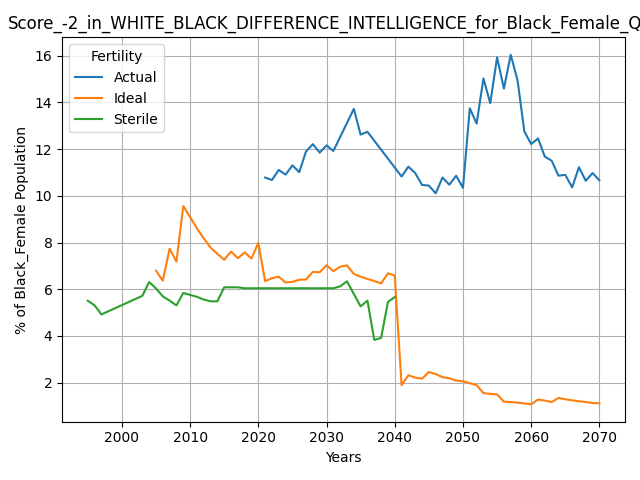 Score_-2_in_WHITE_BLACK_DIFFERENCE_INTELLIGENCE_for_Black_Female_Q
Fertility
Actual
Ideal
Sterile
% of Black_Female Population
16
14
12
10
8
6
4
2
2000 2010 2020 2030 2040 2050 2060 2070
Years